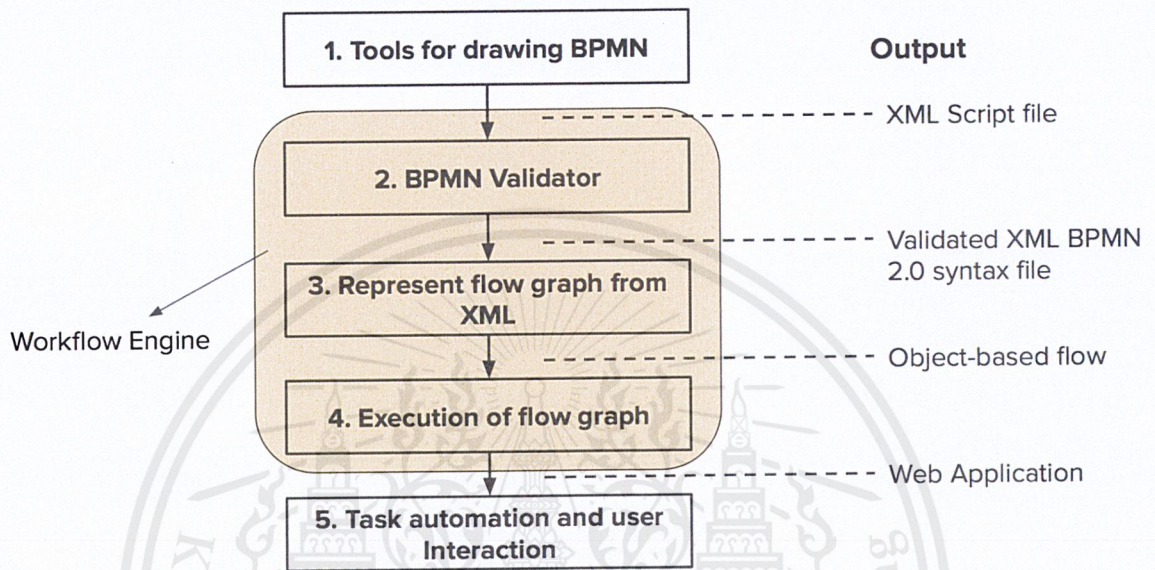 1. Tools for drawing BPMN
Output
XML Script file
2. BPMN Validator
Validated XML BPMN
2.0 syntax file
3. Represent flow graph from
XML
Workflow Engine
Object-based flow
4. Execution of flow graph
Web Application
5. Task automation and user
Interaction